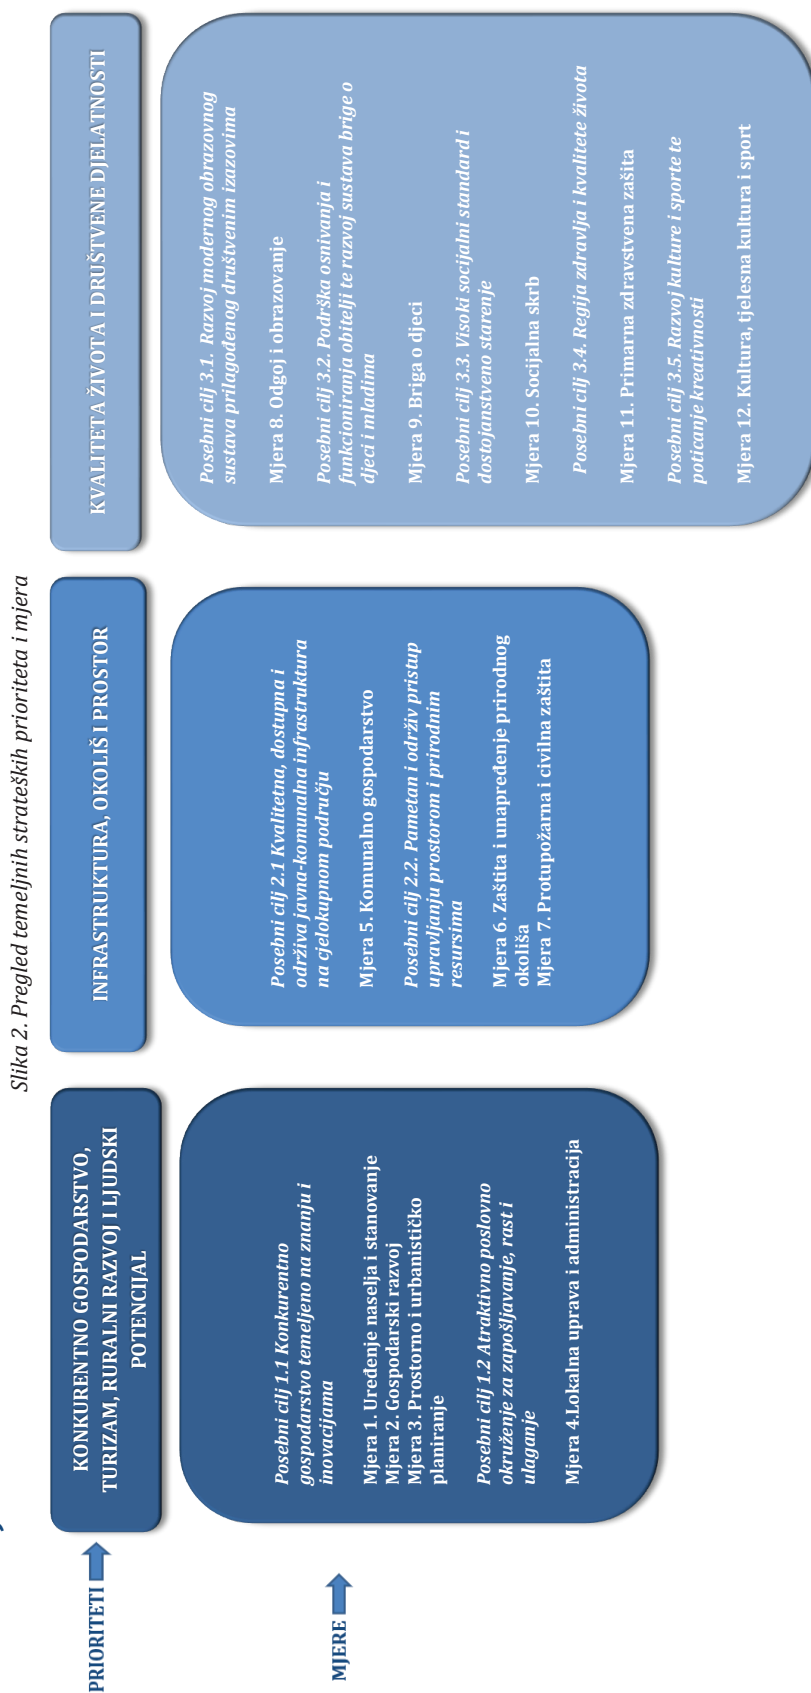 Slika 2. Pregled temeljnih strateških prioriteta i mjera
PRIORITETI
KONKURENTNO GOSPODARSTVO,
TURIZAM, RURALNI RAZVOJ I LJUDSKI
POTENCIJAL
INFRASTRUKTURA, OKOLIŠ I PROSTOR
KVALITETA ŽIVOTA I DRUŠTVENE DJELATNOSTI
MJERE
Posebni cilj 1.1 Konkurentno
gospodarstvo temeljeno na znanju i
inovacijama
Mjera 1. Uređenje naselja i stanovanje
Mjera 2. Gospodarski razvoj
Mjera 3. Prostorno i urbanističko
planiranje
Posebni cilj 1.2 Atraktivno poslovno
okruženje za zapošljavanje, rast i
ulaganje
Mjera 4.Lokalna uprava i administracija
Posebni cilj 2.1 Kvalitetna, dostupna i
održiva javna-komunalna infrastruktura
na cjelokupnom području
Mjera 5. Komunalno gospodarstvo
Posebni cilj 2.2. Pametan i održiv pristup
upravljanju prostorom i prirodnim
resursima
Mjera 6. Zaštita i unapređenje prirodnog
okoliša
Mjera 7. Protupožarna i civilna zaštita
Posebni cilj 3.1. Razvoj modernog obrazovnog
sustava prilagođenog društvenim izazovima
Mjera 8. Odgoj i obrazovanje
Posebni cilj 3.2. Podrška osnivanja i
funkcioniranja obitelji te razvoj sustava brige o
djeci i mladima
Mjera 9. Briga o djeci
Posebni cilj 3.3. Visoki socijalni standard i
dostojanstveno starenje
Mjera 10. Socijalna skrb
Posebni cilj 3.4. Regija zdravlja i kvalitete života
Mjera 11. Primarna zdravstvena zašita
Posebni cilj 3.5. Razvoj kulture i sporte te
poticanje kreativnosti
Mjera 12. Kultura, tjelesna kultura i sport